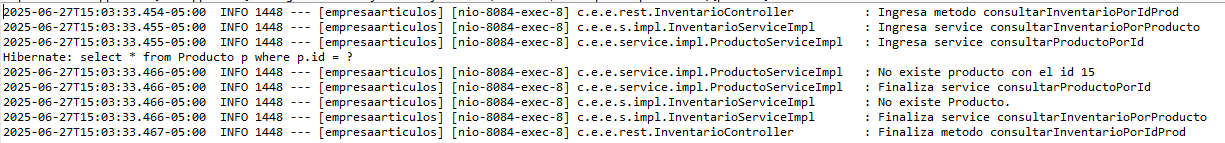 2025-06-27T15:03:33.454-05:00  INFO 1448 --- [empresaarticulos] [nio-8084-exec-8] c.e.e.rest.InventarioController          : Ingresa metodo consultarInventarioPorIdProd
2025-06-27T15:03:33.455-05:00  INFO 1448 --- [empresaarticulos] [nio-8084-exec-8] c.e.e.s.impl.InventarioServiceImpl       : Ingresa service consultarInventarioPorProducto
2025-06-27T15:03:33.455-05:00  INFO 1448 --- [empresaarticulos] [nio-8084-exec-8] c.e.e.service.impl.ProductoServiceImpl   : Ingresa service consultarProductoPorId
Hibernate: select * from Producto p where p.id = ?
2025-06-27T15:03:33.466-05:00  INFO 1448 --- [empresaarticulos] [nio-8084-exec-8] c.e.e.service.impl.ProductoServiceImpl   : No existe producto con el id 15
2025-06-27T15:03:33.466-05:00  INFO 1448 --- [empresaarticulos] [nio-8084-exec-8] c.e.e.service.impl.ProductoServiceImpl   : Finaliza service consultarProductoPorId
2025-06-27T15:03:33.466-05:00  INFO 1448 --- [empresaarticulos] [nio-8084-exec-8] c.e.e.s.impl.InventarioServiceImpl       : No existe Producto.
2025-06-27T15:03:33.466-05:00  INFO 1448 --- [empresaarticulos] [nio-8084-exec-8] c.e.e.s.impl.InventarioServiceImpl       : Finaliza service consultarInventarioPorProducto
2025-06-27T15:03:33.467-05:00  INFO 1448 --- [empresaarticulos] [nio-8084-exec-8] c.e.e.rest.InventarioController          : Finaliza metodo consultarInventarioPorIdProd